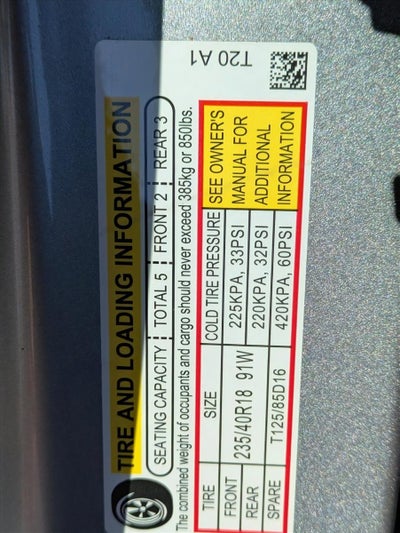 TIRE AND LOADING INFORMATION
SEATING CAPACITY TOTAL 5 FRONT 2 REAR 3
The combined weight of occupants and cargo should never exceed 385kg or 850lbs.
TIRE SIZE COLD TIRE PRESSURE SEE OWNER'S
FRONT 235/40R18 91W 225KPA, 33PSI MANUAL FOR
REAR 220KPA, 32PSI ADDITIONAL
SPARE T125/85D16 420KPA, 60PSI INFORMATION
T20 A1